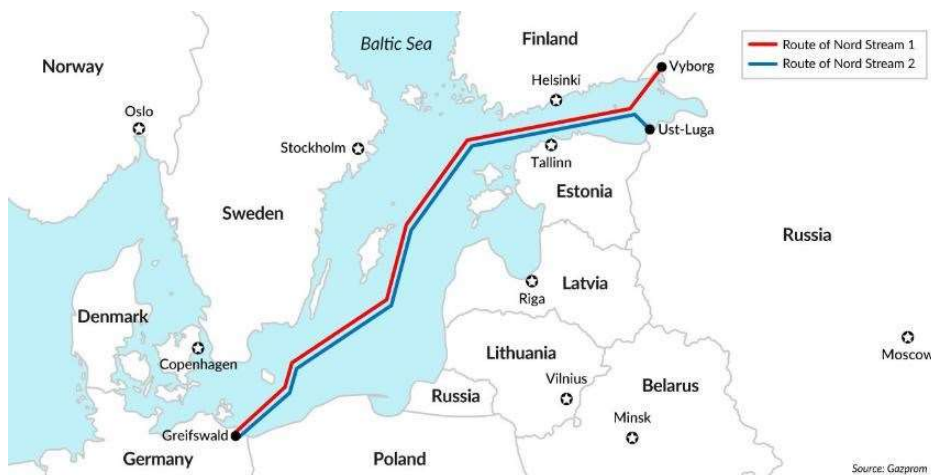 Baltic Sea
Finland
Norway
Route of Nord Stream 1
Route of Nord Stream 2
Vyborg
Helsinki
Oslo
Stockholm
Ust-Luga
Tallinn
Estonia
Sweden
Russia
Riga
Latvia
Denmark
Copenhagen
Lithuania
Moscow
Vilnius
Belarus
Russia
Minsk
Greifswald
Germany
Poland
Source: Gazprom